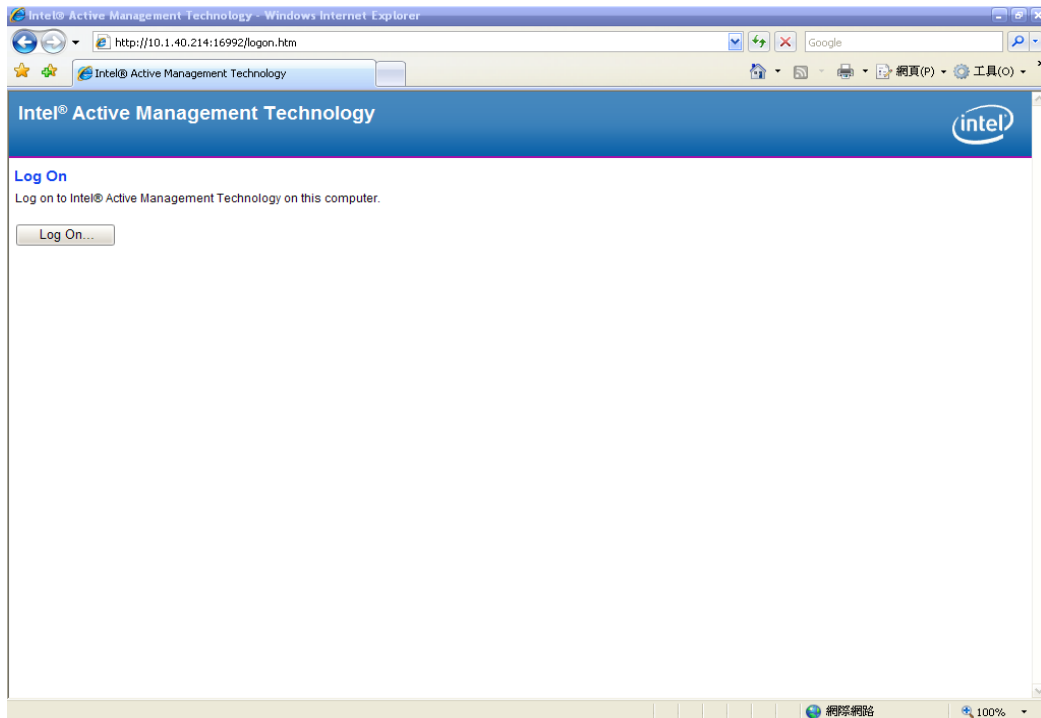 Intel® Active Management Technology - Windows Internet Explorer
http://10.1.40.214:16992/logon.htm
Google
Intel® Active Management Technology
網頁(P)
工具(O)
Intel® Active Management Technology
intel
Log On
Log on to Intel® Active Management Technology on this computer.
Log On...
網際網路
100%